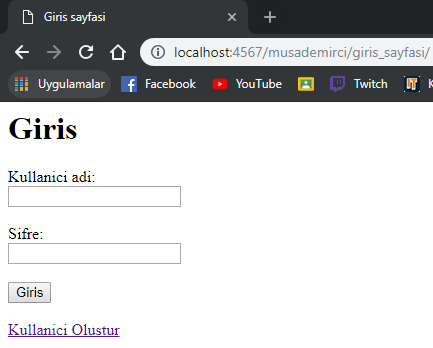 Giris sayfasi
localhost:4567/musademirci/giris_sayfasi/
Uygulamalar Facebook YouTube Twitch
Giris
Kullanici adi:
Sifre:
Giris
Kullanici Olustur